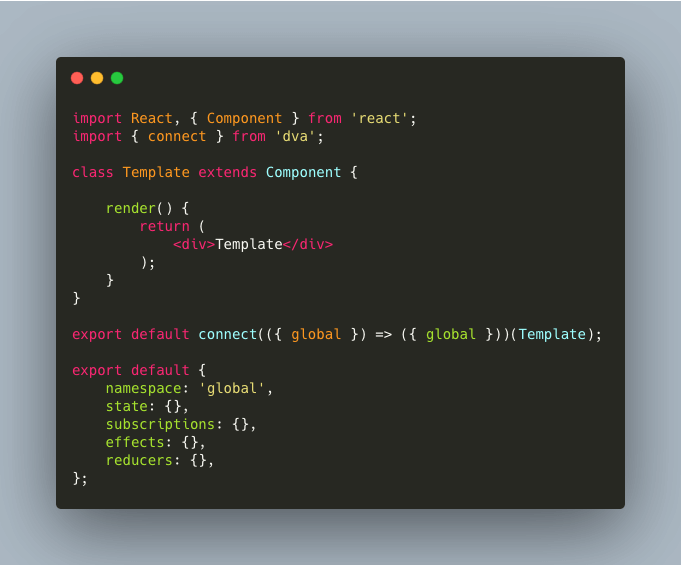 import React, { Component } from 'react';
import { connect } from 'dva';

class Template extends Component {

    render() {
        return (
            <div>Template</div>
        );
    }
}

export default connect(({ global }) => ({ global }))(Template);

export default {
    namespace: 'global',
    state: {},
    subscriptions: {},
    effects: {},
    reducers: {},
};